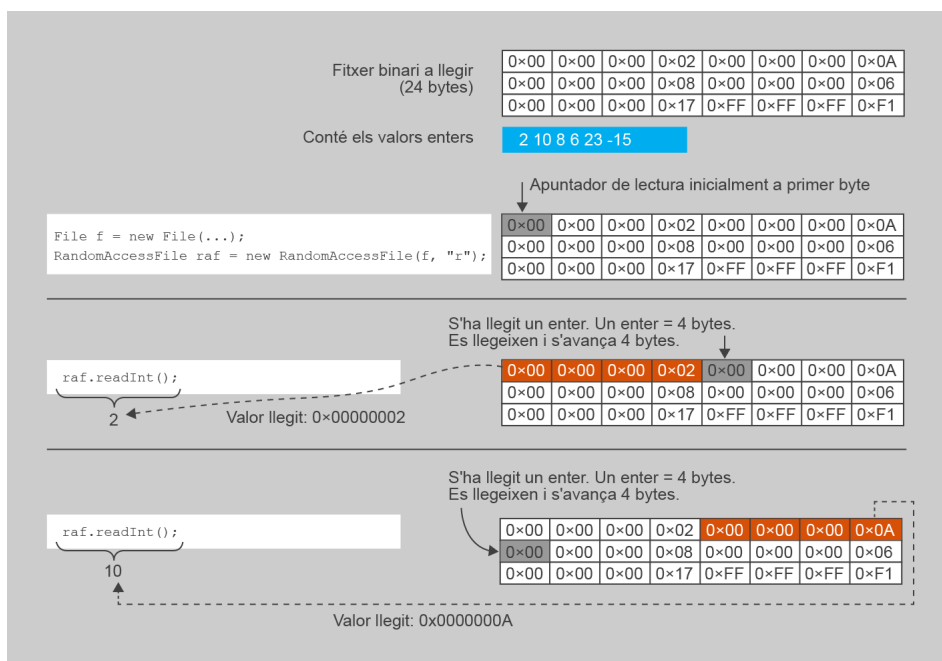 Fitxer binari a llegir
(24 bytes)
0×00 0×00 0×00 0×02 0×00 0×00 0×00 0×0A
0×00 0×00 0×00 0×08 0×00 0×00 0×00 0×06
0×00 0×00 0×00 0×17 0×FF 0×FF 0×FF 0×F1
Conté els valors enters
2 10 8 6 23 -15
Apuntador de lectura inicialment a primer byte
File f = new File(...);
RandomAccessFile raf = new RandomAccessFile(f, "r");
0×00 0×00 0×00 0×02 0×00 0×00 0×00 0×0A
0×00 0×00 0×00 0×08 0×00 0×00 0×00 0×06
0×00 0×00 0×00 0×17 0×FF 0×FF 0×FF 0×F1
S'ha llegit un enter. Un enter = 4 bytes.
Es llegeixen i s'avança 4 bytes.
raf.readInt();
2
Valor llegit: 0×00000002
0×00 0×00 0×00 0×02 0×00 0×00 0×00 0×0A
0×00 0×00 0×00 0×08 0×00 0×00 0×00 0×06
0×00 0×00 0×00 0×17 0×FF 0×FF 0×FF 0×F1
S'ha llegit un enter. Un enter = 4 bytes.
Es llegeixen i s'avança 4 bytes.
raf.readInt();
10
0×00 0×00 0×00 0×02 0×00 0×00 0×00 0×0A
0×00 0×00 0×00 0×08 0×00 0×00 0×00 0×06
0×00 0×00 0×00 0×17 0×FF 0×FF 0×FF 0×F1
Valor llegit: 0x0000000A